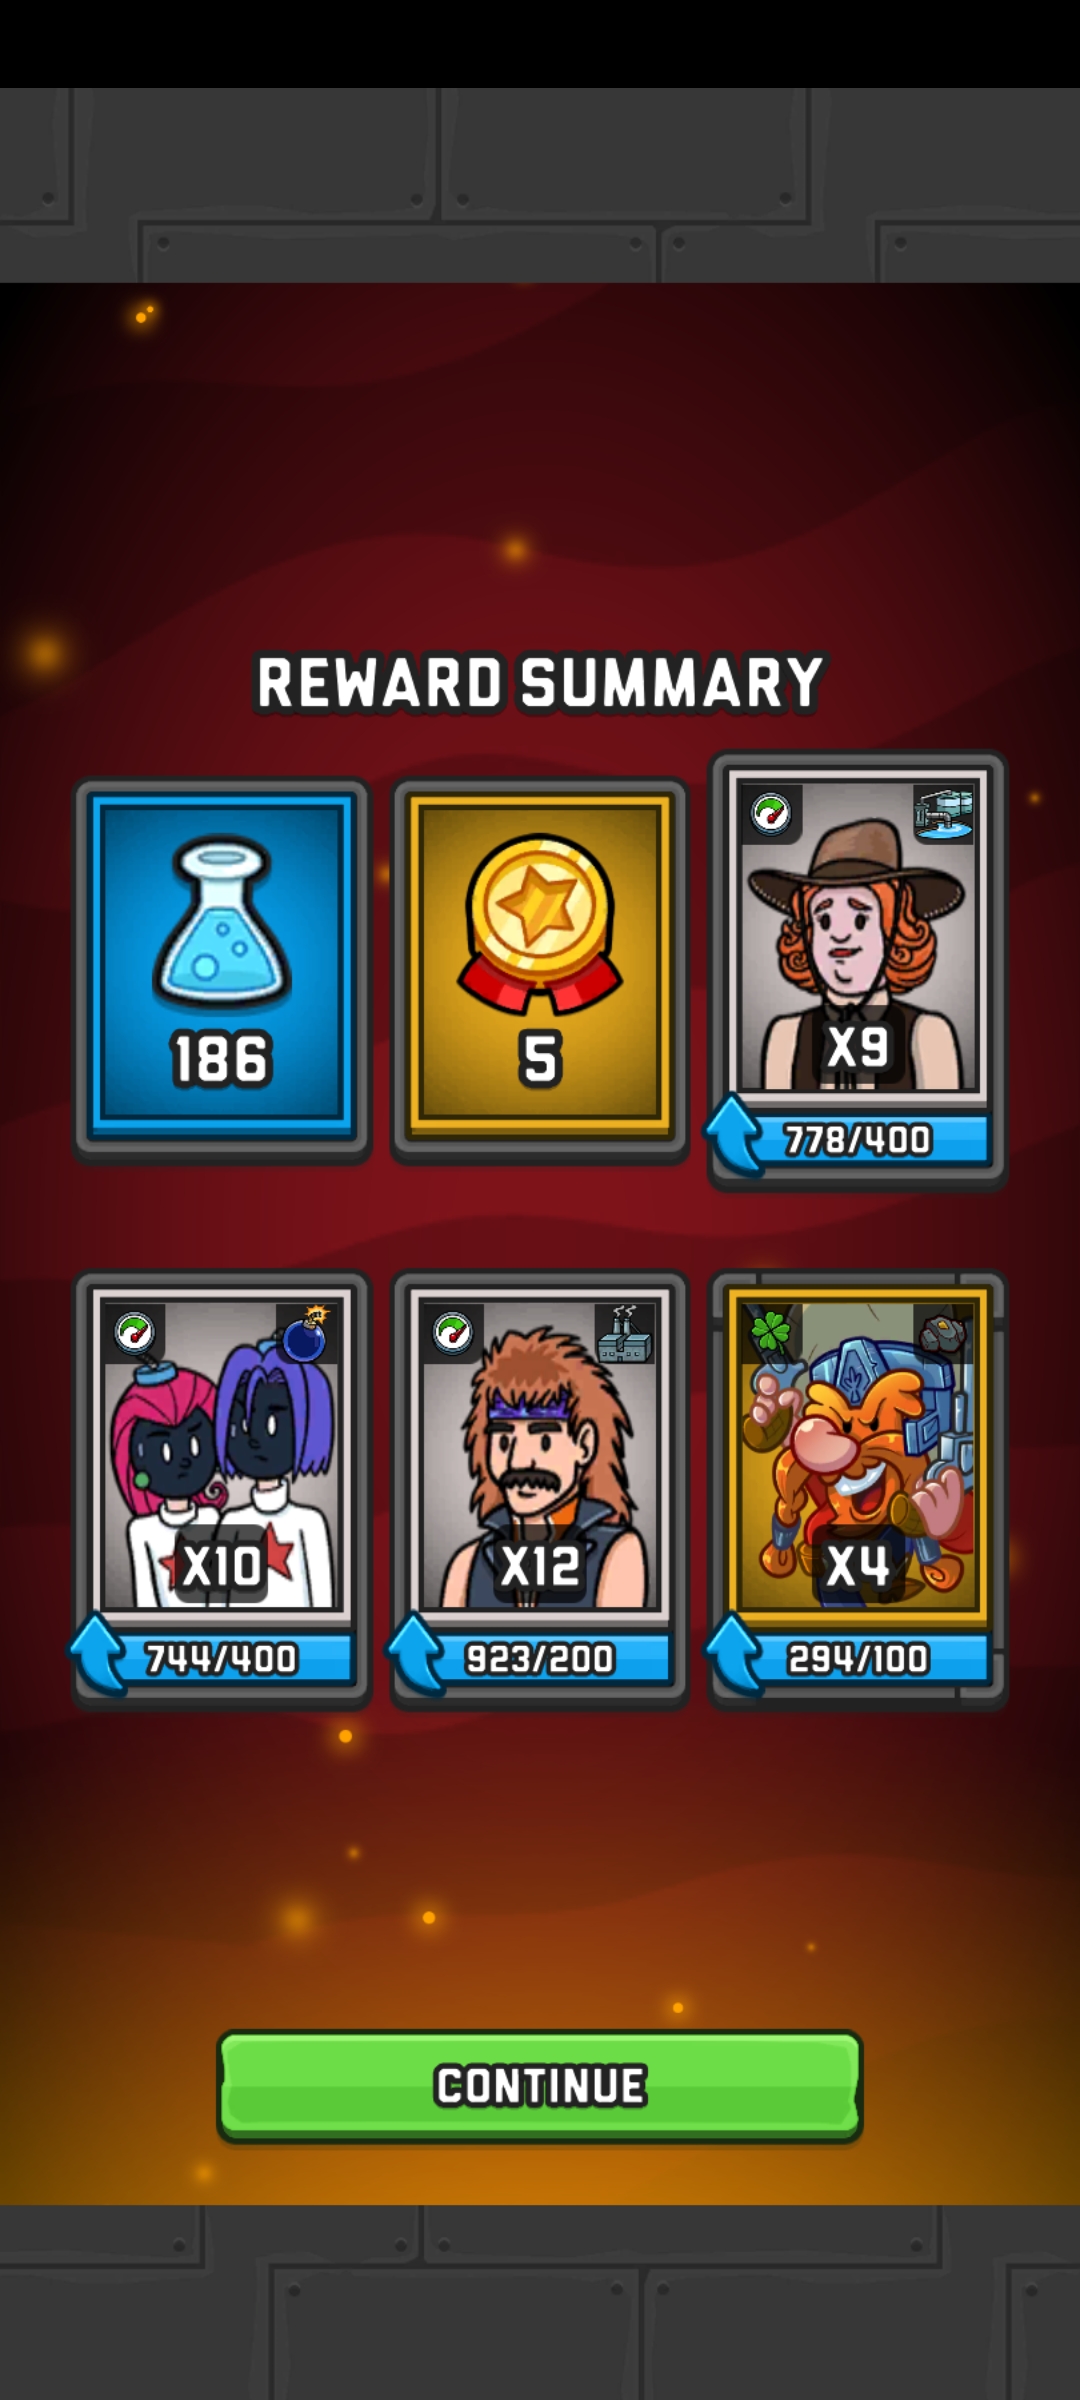 REWARD SUMMARY
186
5
X9
778/400
X10
X12
X4
744/400
923/200
294/100
CONTINUE